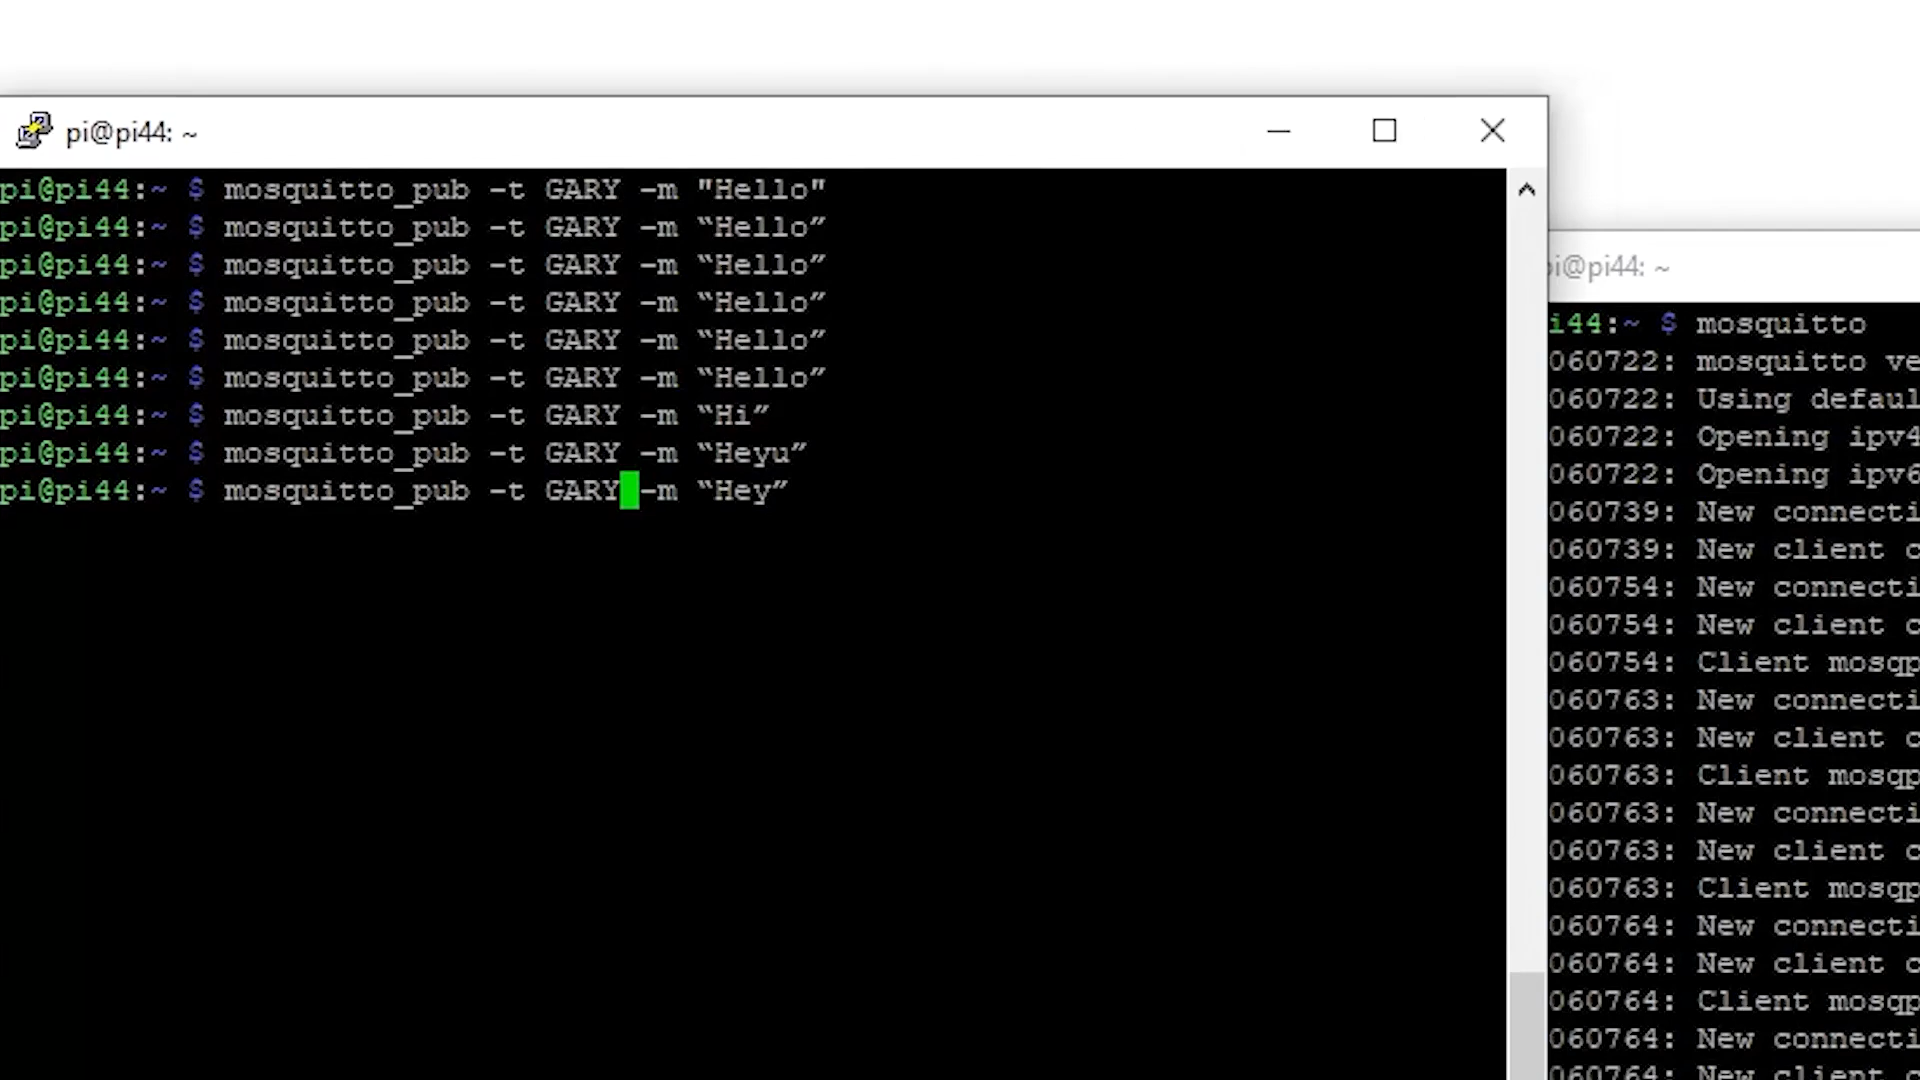 pi@pi44: ~
pi@pi44:~ $ mosquitto_pub -t GARY -m "Hello"
pi@pi44:~ $ mosquitto_pub -t GARY -m “Hello”
pi@pi44:~ $ mosquitto_pub -t GARY -m “Hello”
pi@pi44:~ $ mosquitto_pub -t GARY -m “Hello”
pi@pi44:~ $ mosquitto_pub -t GARY -m “Hello”
pi@pi44:~ $ mosquitto_pub -t GARY -m “Hello”
pi@pi44:~ $ mosquitto_pub -t GARY -m “Hi”
pi@pi44:~ $ mosquitto_pub -t GARY -m “Heyu”
pi@pi44:~ $ mosquitto_pub -t GARY -m “Hey”
pi@pi44: ~
i44:~ $ mosquitto
060722: mosquitto ve
060722: Using defaul
060722: Opening ipv4
060722: Opening ipv6
060739: New connecti
060739: New client c
060754: New connecti
060754: New client c
060754: Client mosqp
060763: New connecti
060763: New client c
060763: Client mosqp
060763: New connecti
060763: New client c
060763: Client mosqp
060764: New connecti
060764: New client c
060764: Client mosqp
060764: New connecti
060764: New client c